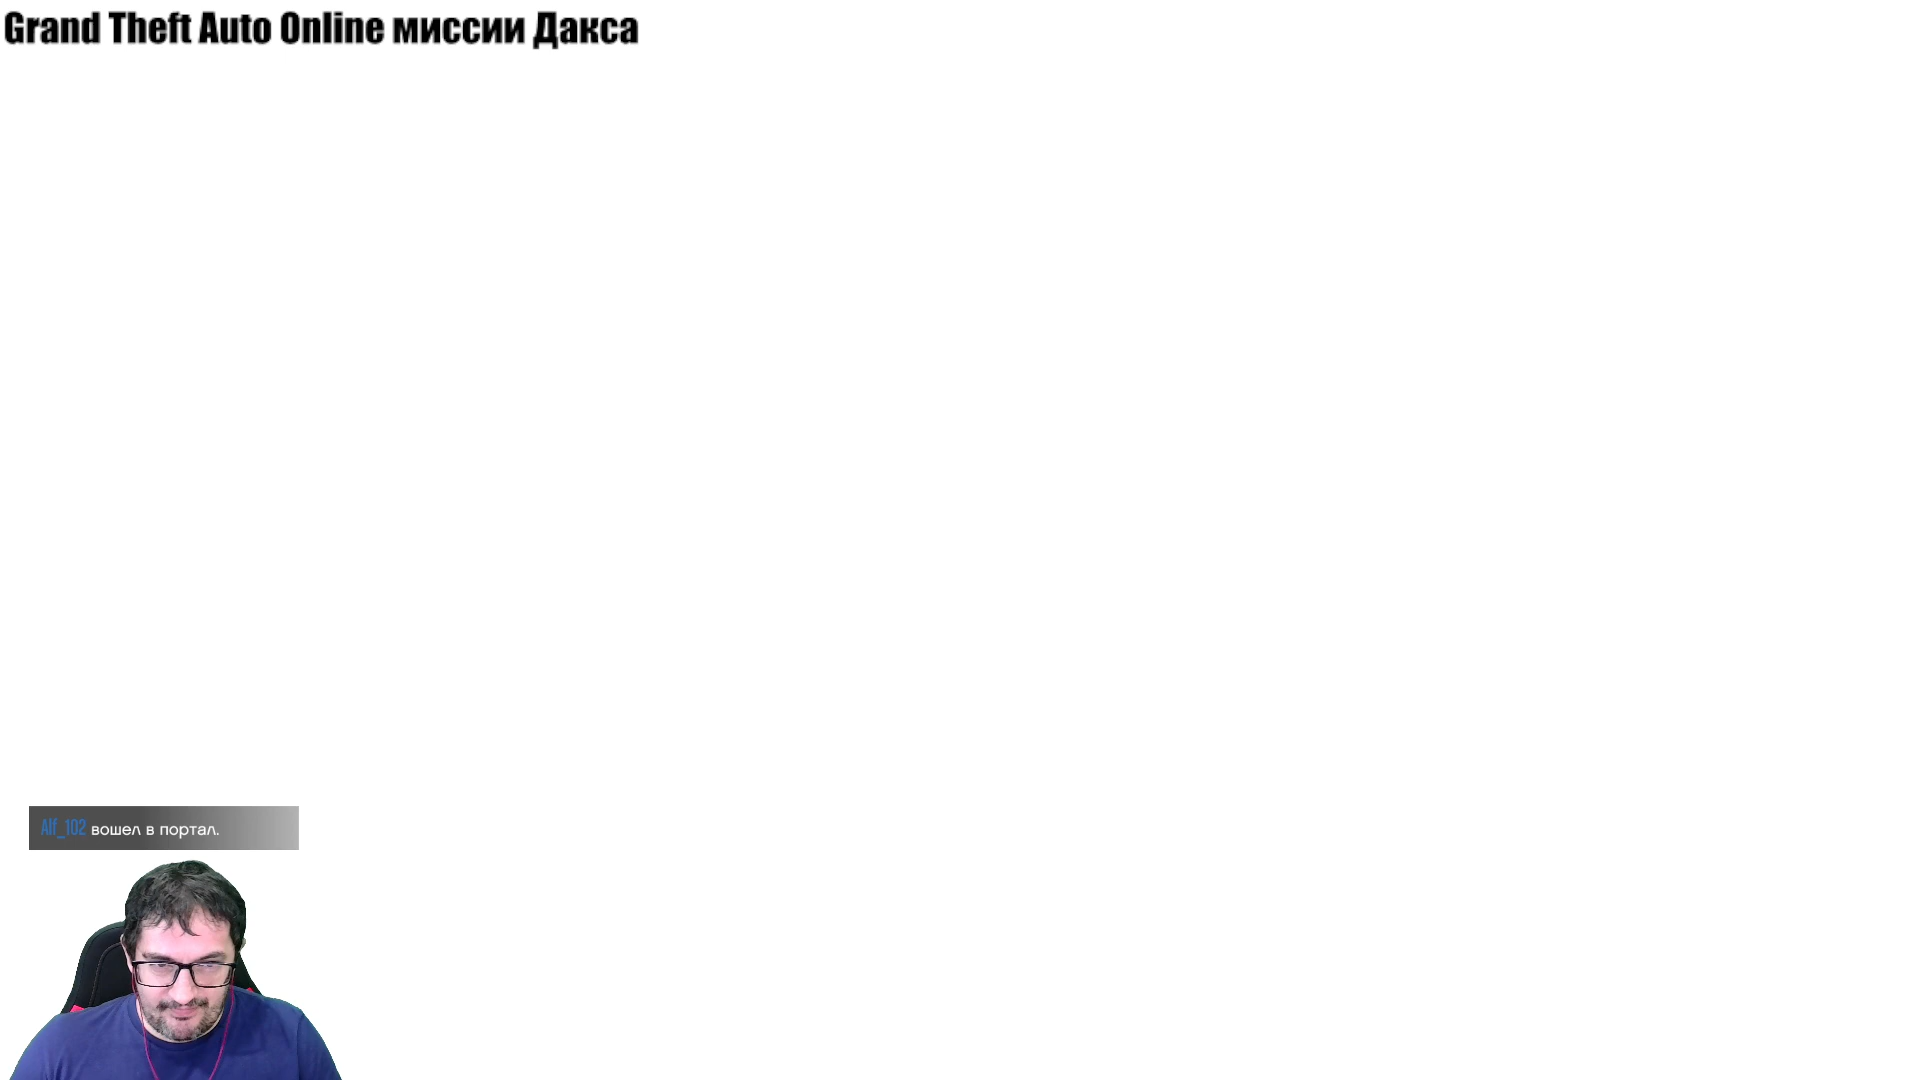 Grand Theft Auto Online миссии Дакса
Alf_102 вошел в портал.